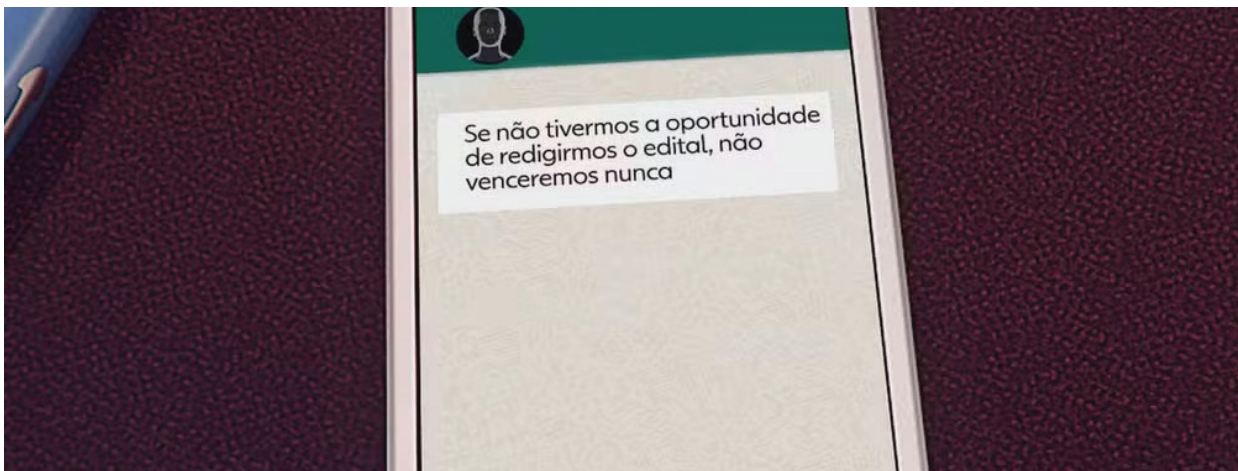 Se não tivermos a oportunidade
de redigirmos o edital, não
venceremos nunca